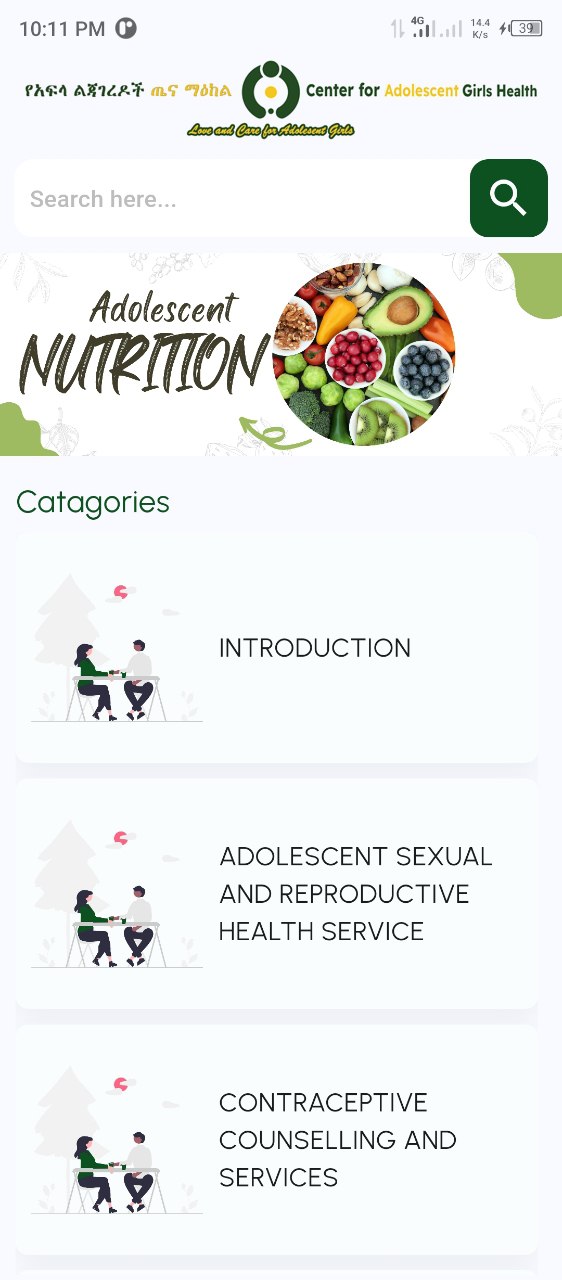 10:11 PM
4G
14.4
K/s
39
የአፍላ ልጃገረዶች ጤና ማዕከል
Center for Adolescent Girls Health
Love and Care for Adolesent Girls
Search here...
Adolescent
NUTRITION
Catagories
INTRODUCTION
ADOLESCENT SEXUAL
AND REPRODUCTIVE
HEALTH SERVICE
CONTRACEPTIVE
COUNSELLING AND
SERVICES